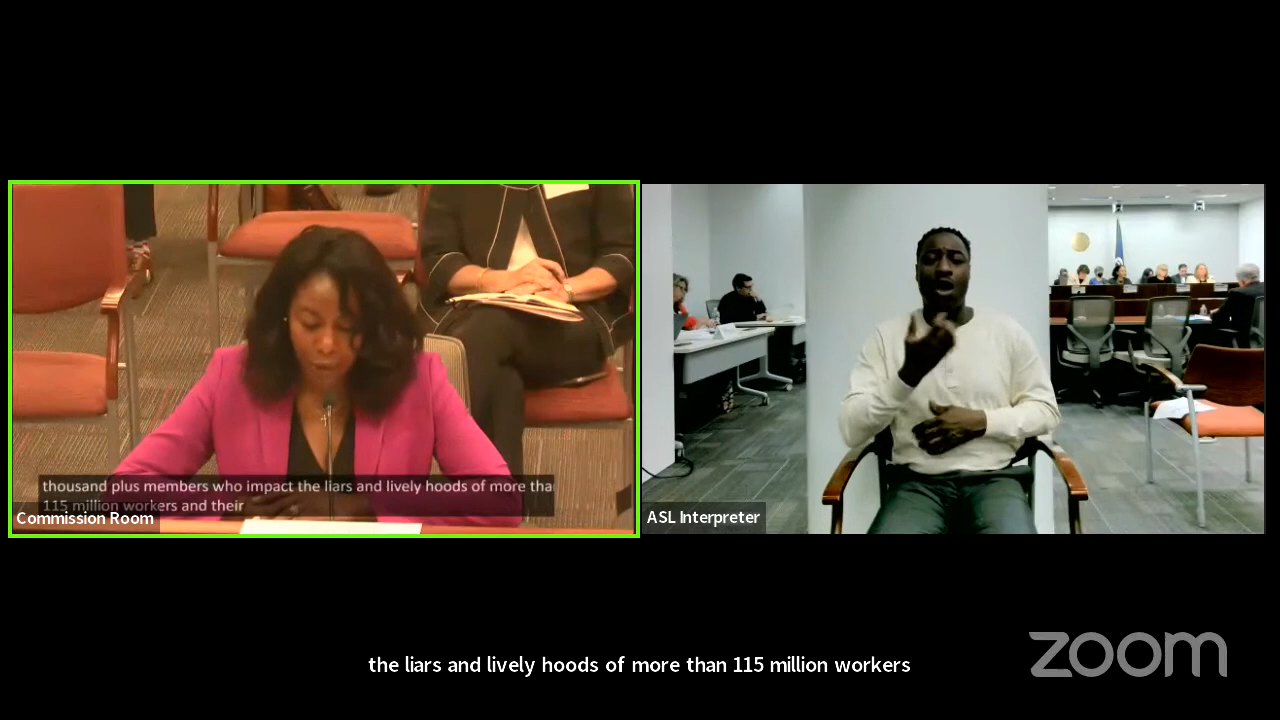 thousand plus members who impact the liars and lively hoods of more tha
115 million workers and their
Commission Room
ASL Interpreter
the liars and lively hoods of more than 115 million workers
zoom